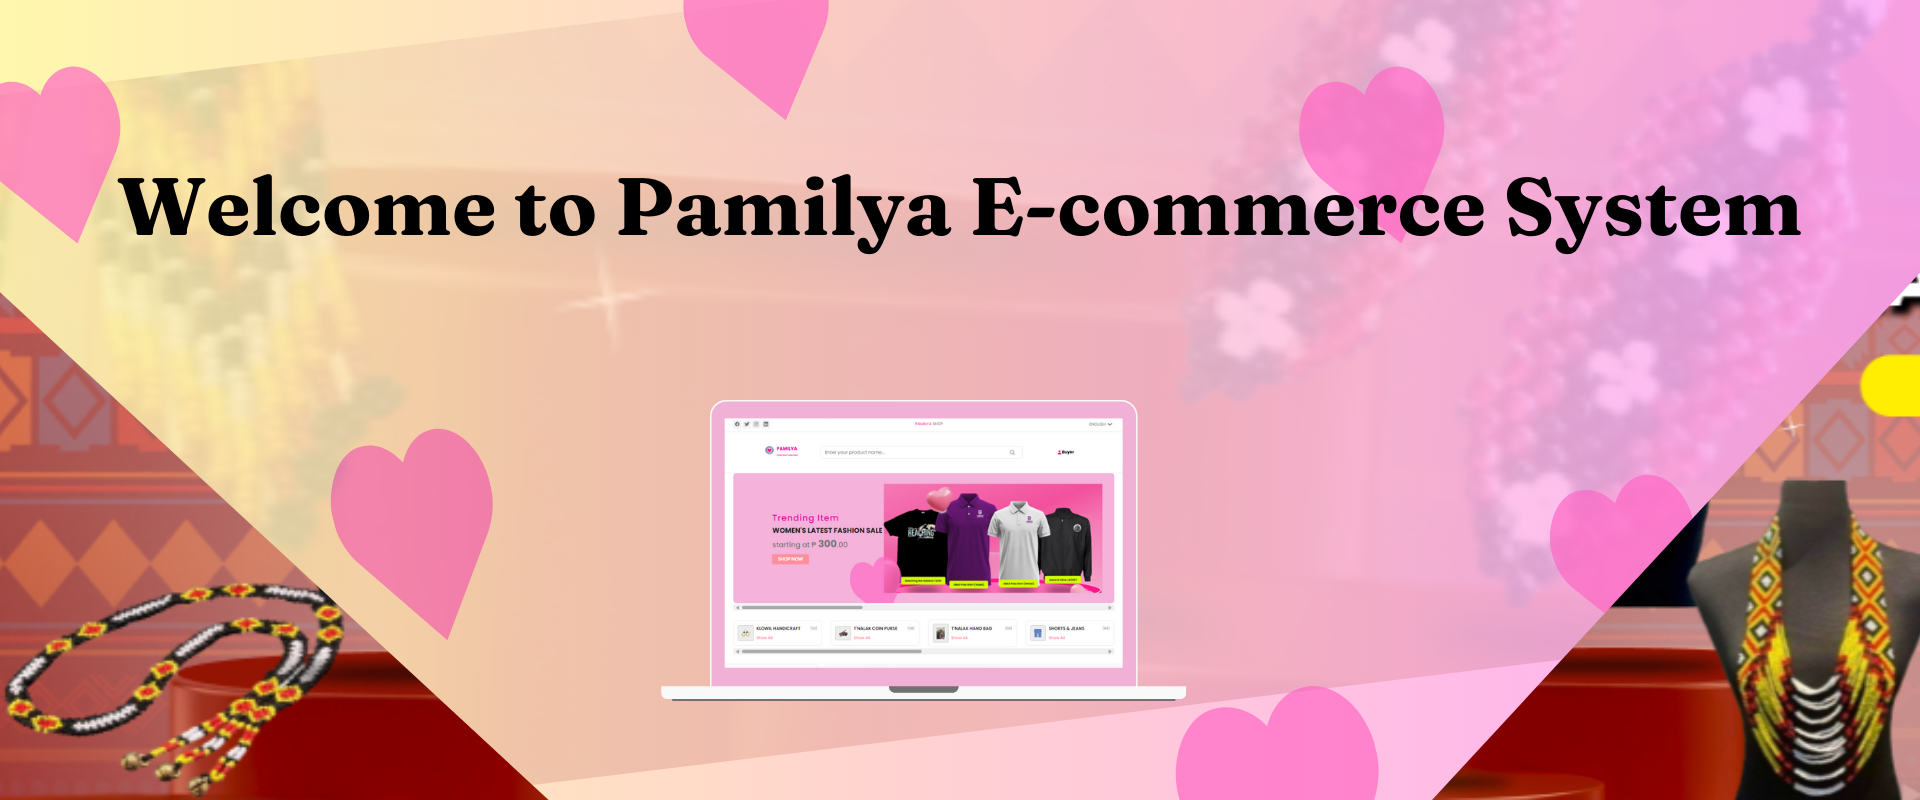 Welcome to Pamilya E-commerce System
PAMILYA SHOP
ENGLISH
PAMILYA
Enter your product name...
Buyer
Trending Item
WOMEN'S LATEST FASHION SALE
starting at ₱ 300.00
SHOP NOW
KLOWIL HANDICRAFT
Show All
T'NALAK COIN PURSE
Show All
T'NALAK HAND BAG
Show All
SHORTS & JEANS
Show All